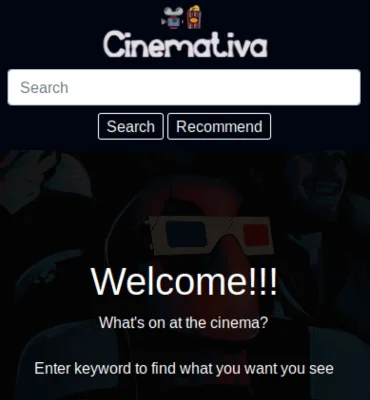 Cinemativa
Search
Search Recommend
Welcome!!!
What's on at the cinema?
Enter keyword to find what you want you see